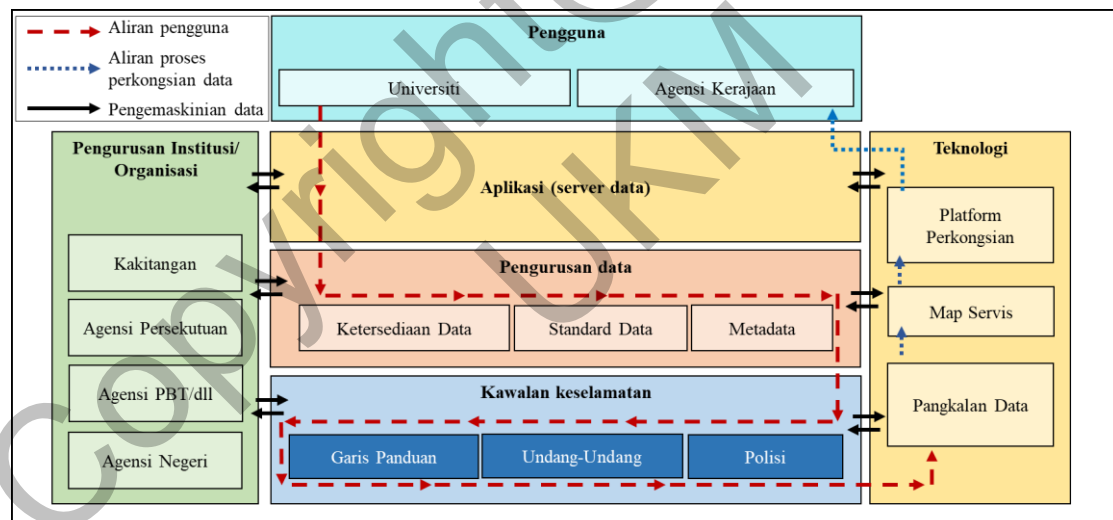 Aliran pengguna
Aliran proses
perkongsian data
Pengemaskinian data
Pengguna
Universiti
Agensi Kerajaan
Pengurusan Institusi/
Organisasi
Kakitangan
Agensi Persekutuan
Agensi PBT/dll
Agensi Negeri
Aplikasi (server data)
Pengurusan data
Ketersediaan Data
Standard Data
Metadata
Kawalan keselamatan
Garis Panduan
Undang-Undang
Polisi
Teknologi
Platform
Perkongsian
Map Servis
Pangkalan Data
Copyright©
UKM